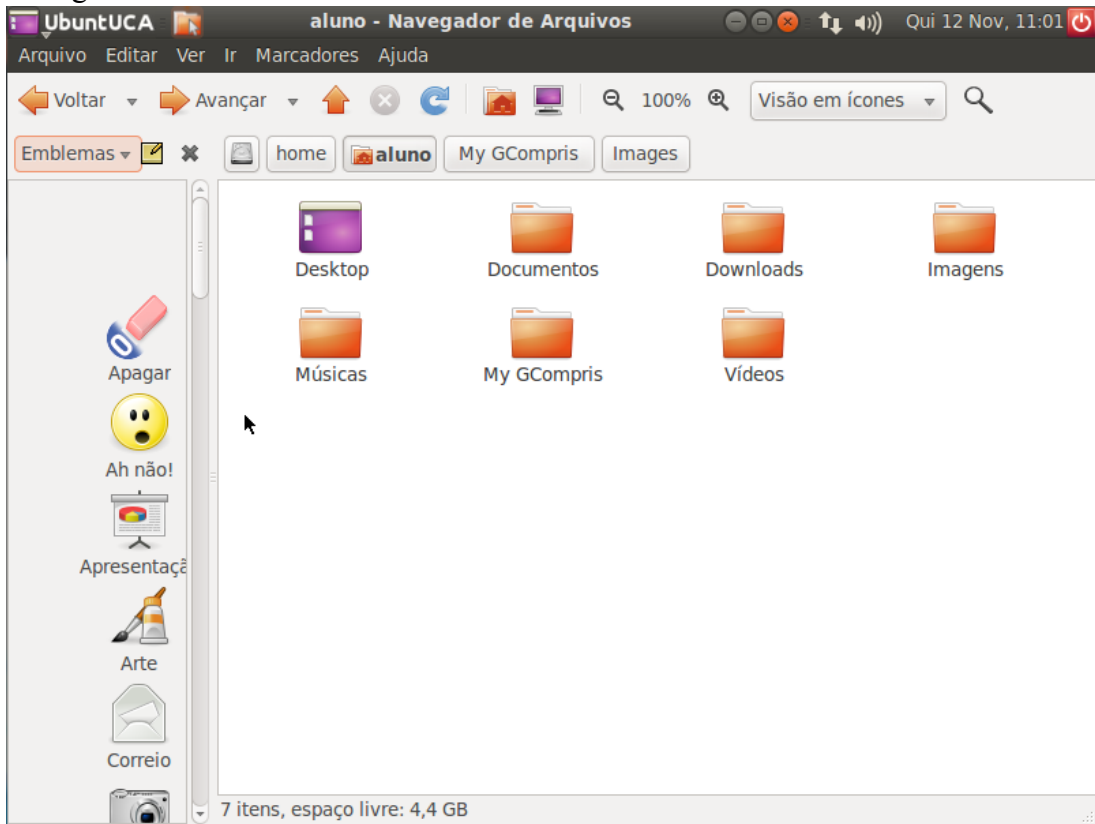 UbuntUCA aluno - Navegador de Arquivos Qui 12 Nov, 11:01
Arquivo Editar Ver Ir Marcadores Ajuda
Voltar Avançar 100% Visão em ícones
Emblemas home aluno My GCompris Images
Desktop Documentos Downloads Imagens
Músicas My GCompris Vídeos
Apagar
Ah não!
Apresentaçã
Arte
Correio
7 itens, espaço livre: 4,4 GB